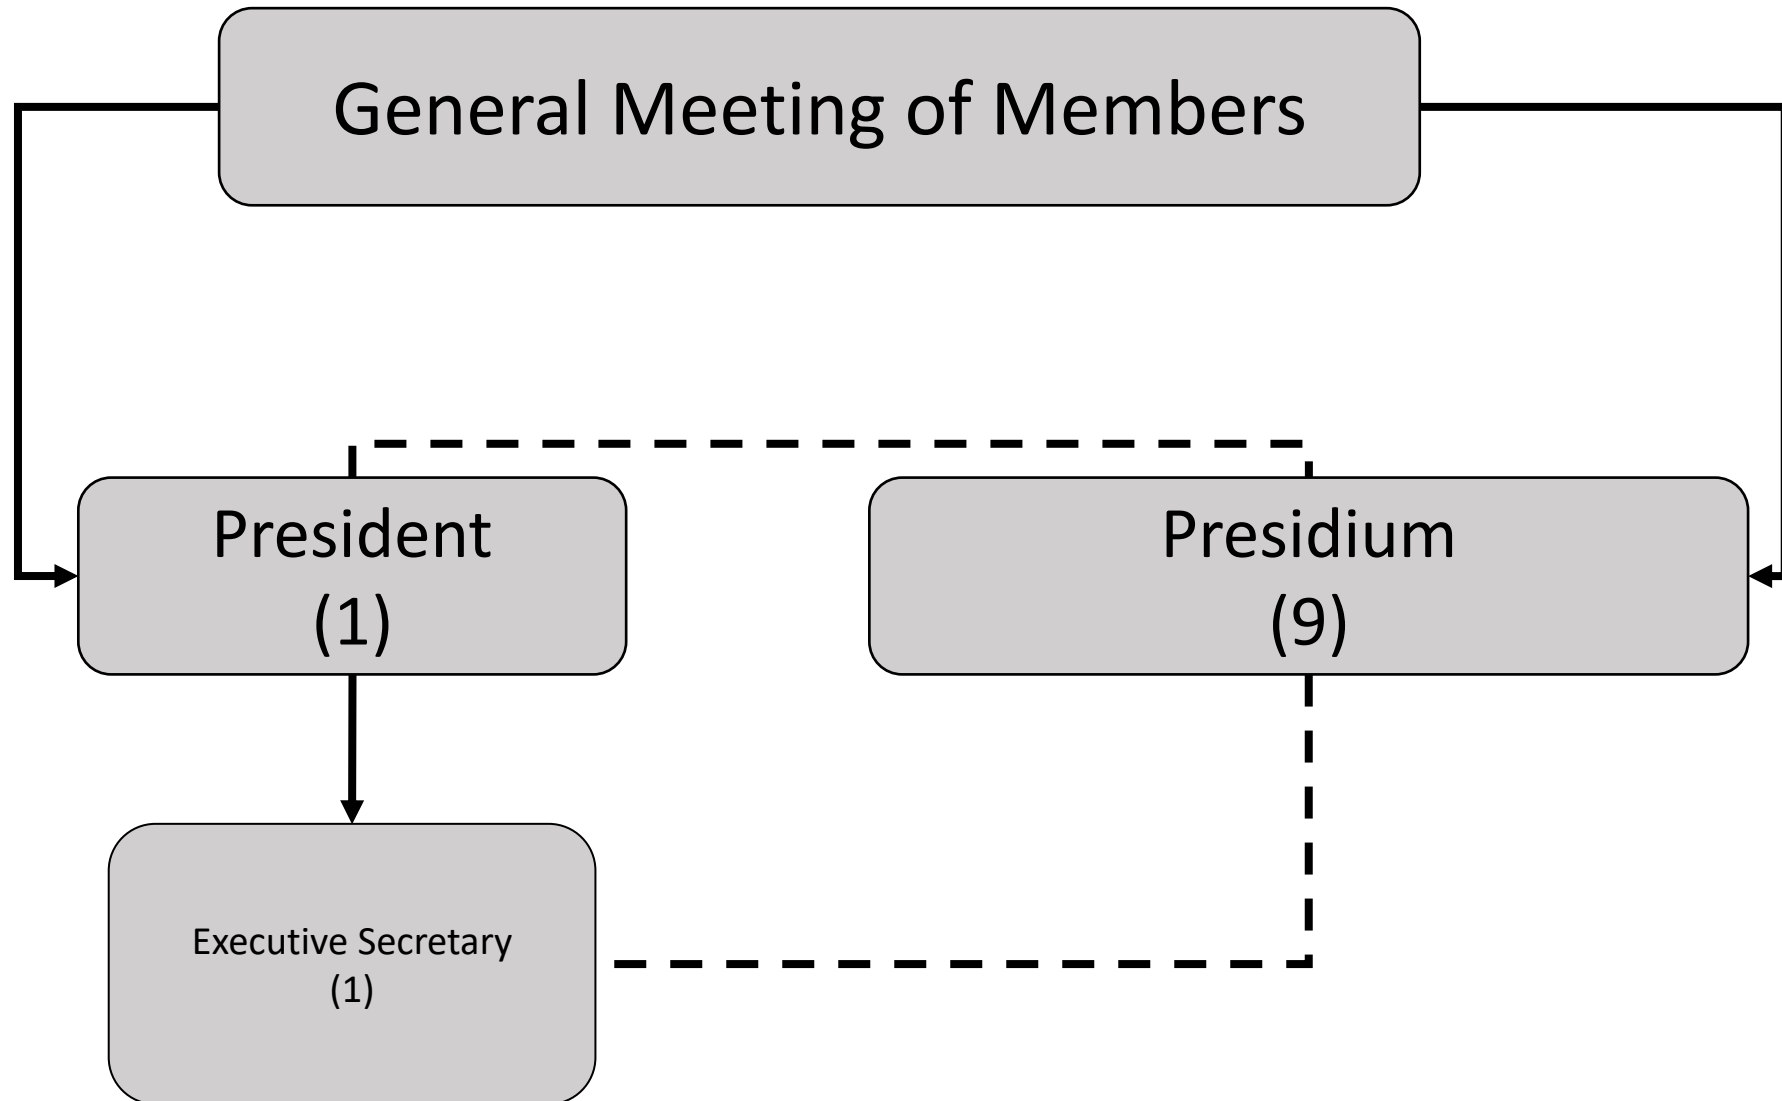 General Meeting of Members
President
(1)
Presidium
(9)
Executive Secretary
(1)